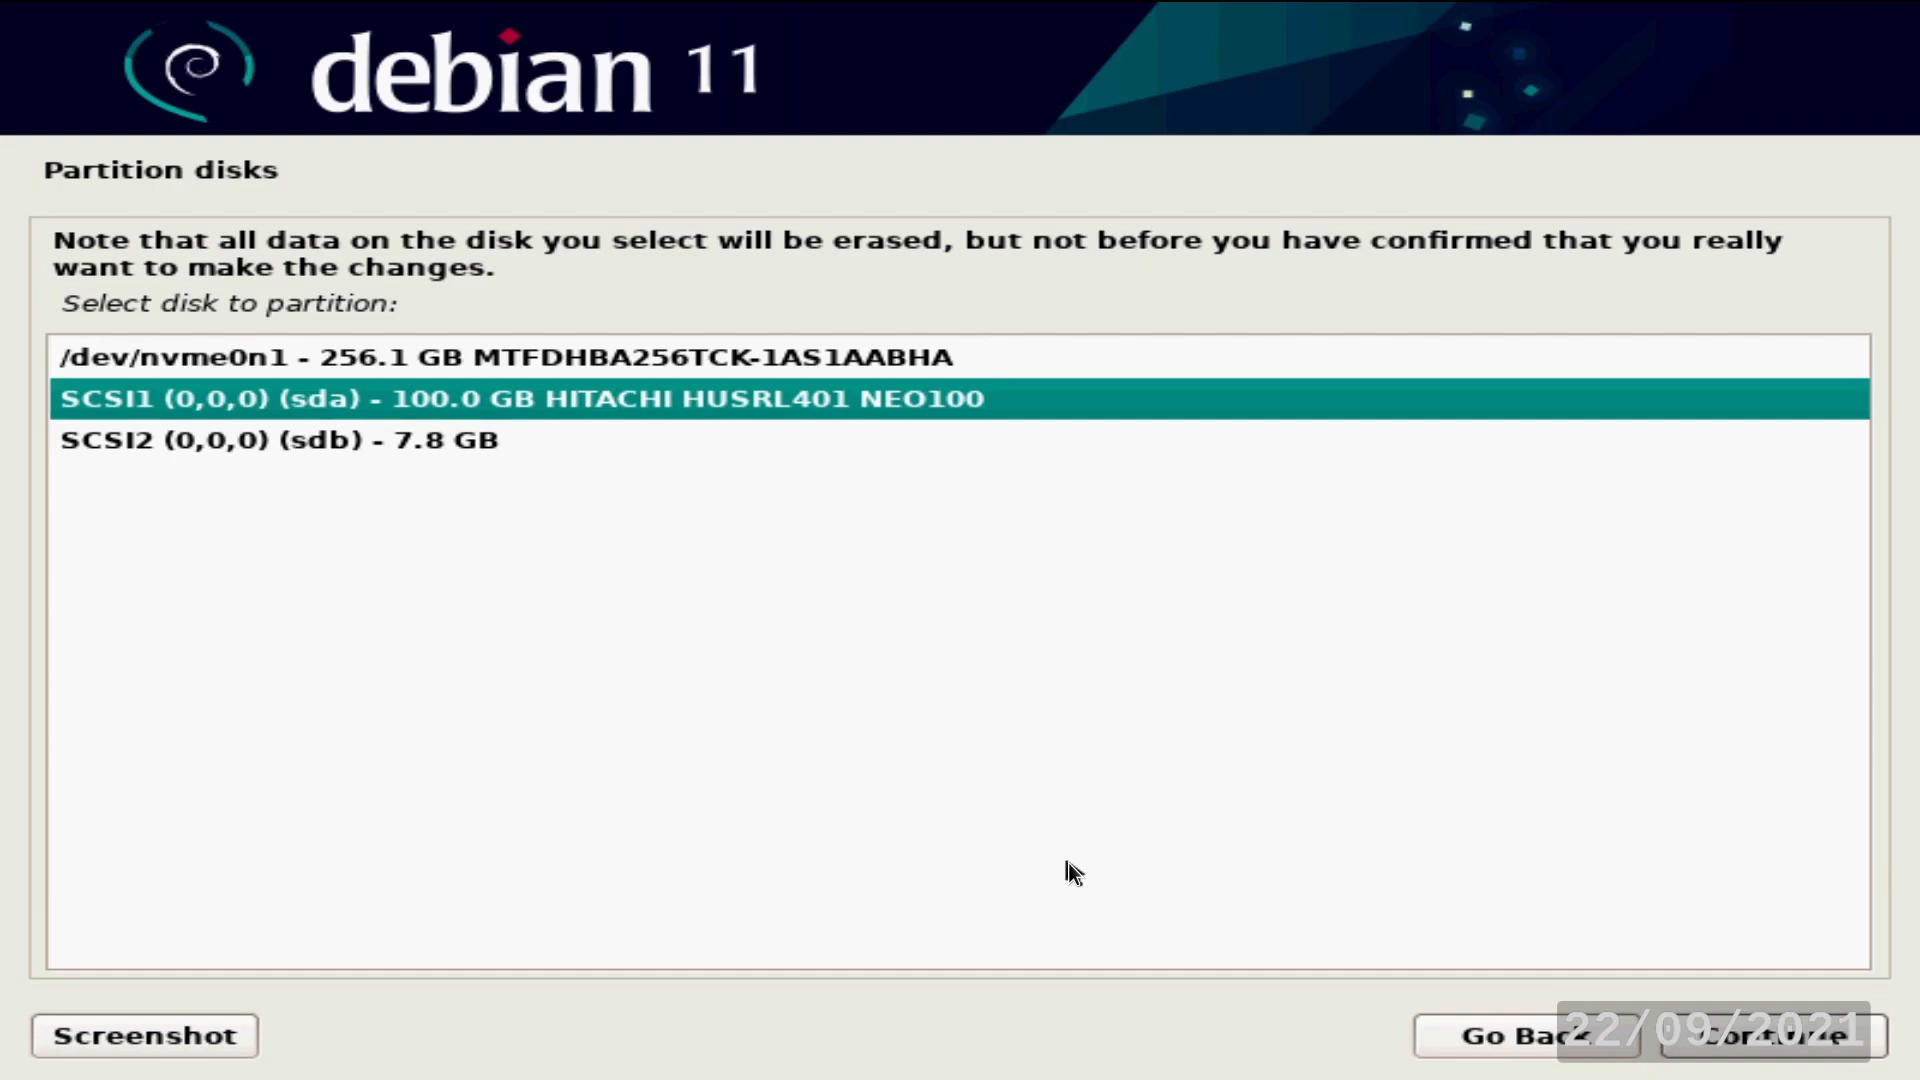 debian 11
Partition disks
Note that all data on the disk you select will be erased, but not before you have confirmed that you really
want to make the changes.
Select disk to partition:
/dev/nvme0n1 - 256.1 GB MTFDHBA256TCK-1AS1AABHA
SCSI1 (0,0,0) (sda) - 100.0 GB HITACHI HUSRL401 NEO100
SCSI2 (0,0,0) (sdb) - 7.8 GB
Screenshot
Go Back
Continue
22/09/2021